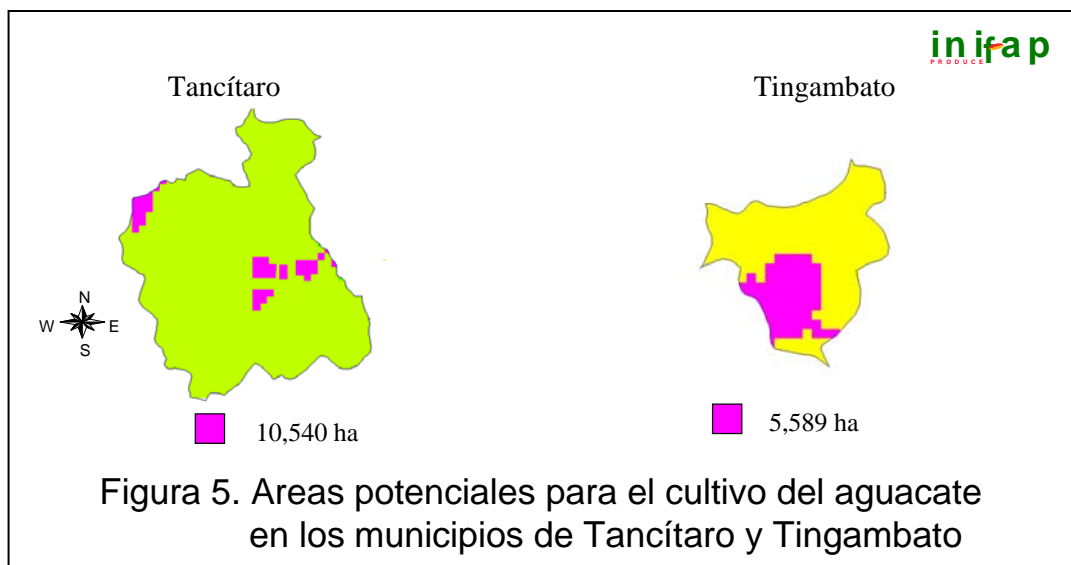 inifap
PRODUCE
Tancítaro
Tingambato
N
W E
S
10,540 ha
5,589 ha
Figura 5. Areas potenciales para el cultivo del aguacate
en los municipios de Tancítaro y Tingambato